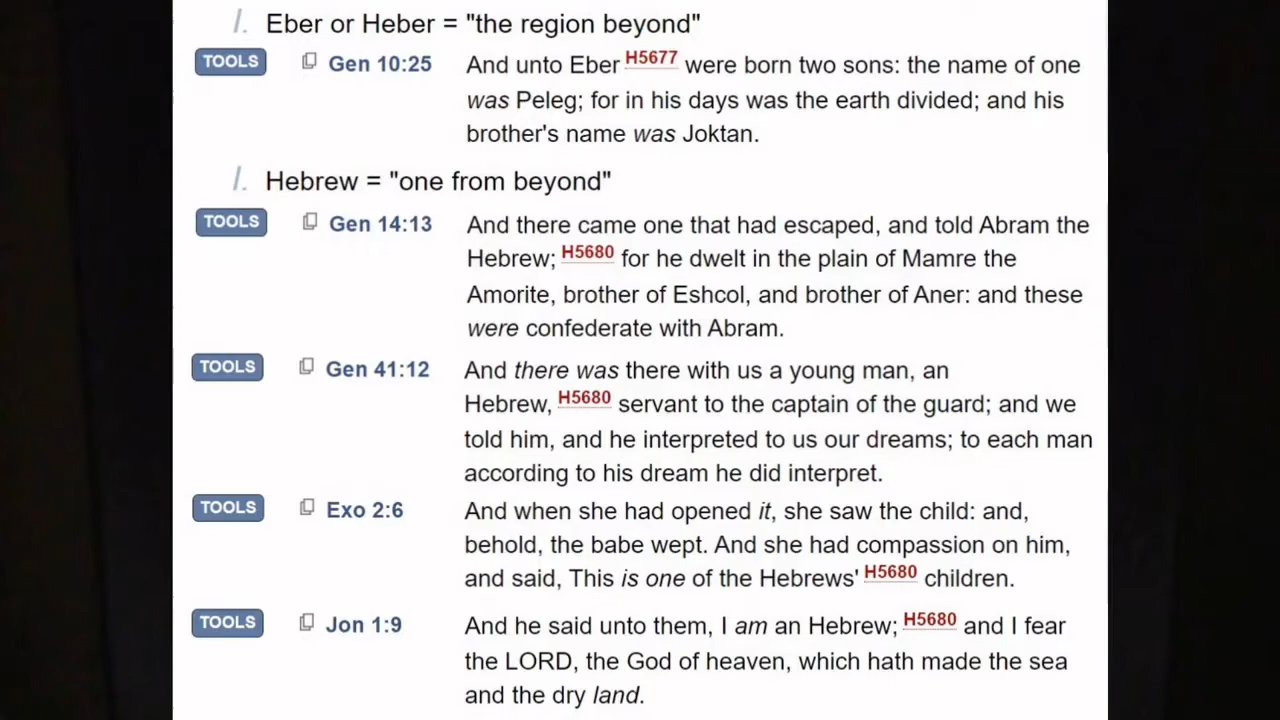 I. Eber or Heber = "the region beyond"
TOOLS Gen 10:25 And unto Eber H5677 were born two sons: the name of one
was Peleg; for in his days was the earth divided; and his
brother's name was Joktan.
I. Hebrew = "one from beyond"
TOOLS Gen 14:13 And there came one that had escaped, and told Abram the
Hebrew; H5680 for he dwelt in the plain of Mamre the
Amorite, brother of Eshcol, and brother of Aner: and these
were confederate with Abram.
TOOLS Gen 41:12 And there was there with us a young man, an
Hebrew, H5680 servant to the captain of the guard; and we
told him, and he interpreted to us our dreams; to each man
according to his dream he did interpret.
TOOLS Exo 2:6 And when she had opened it, she saw the child: and,
behold, the babe wept. And she had compassion on him,
and said, This is one of the Hebrews' H5680 children.
TOOLS Jon 1:9 And he said unto them, I am an Hebrew; H5680 and I fear
the LORD, the God of heaven, which hath made the sea
and the dry land.